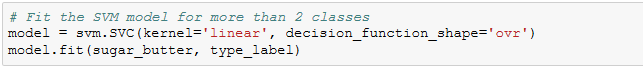 # Fit the SVM model for more than 2 classes
model = svm.SVC(kernel='linear', decision_function_shape='ovr')
model.fit(sugar_butter, type_label)